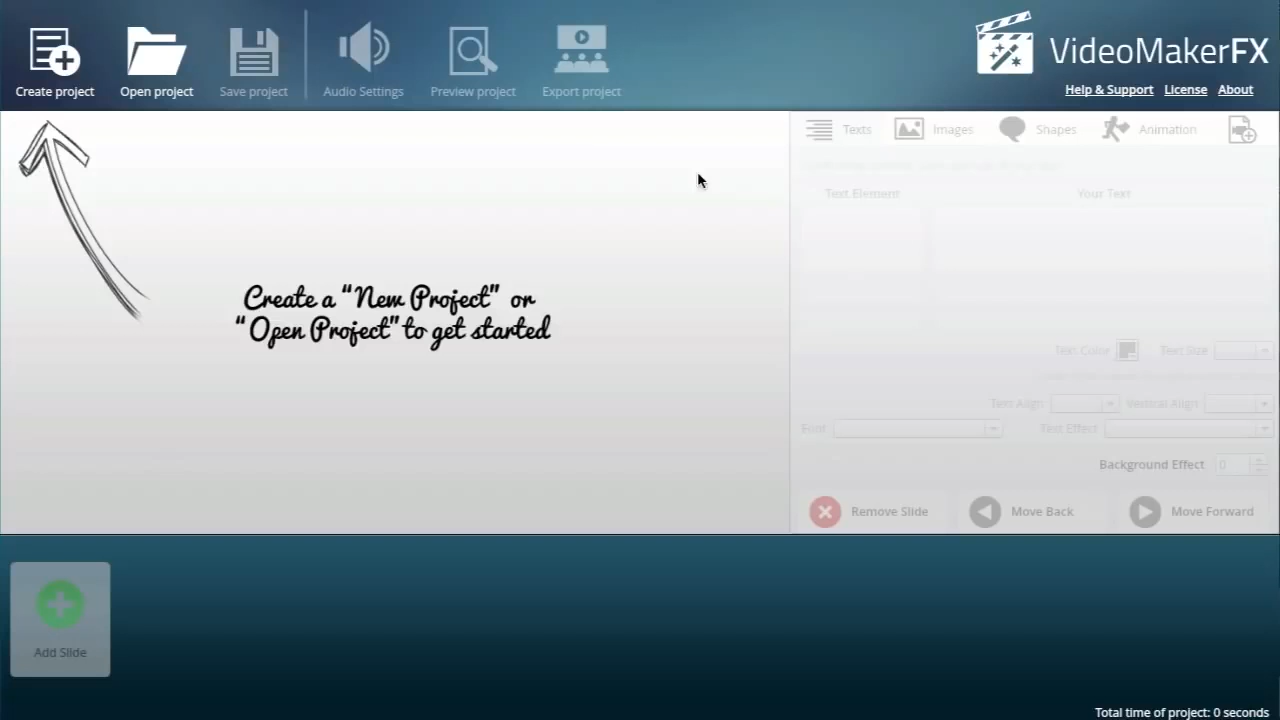 Create project
Open project
Save project
Audio Settings
Preview project
Export project
VideoMakerFX
Help & Support
License
About
Texts
Images
Shapes
Animation
Text Element
Your Text
Create a “New Project” or
“Open Project” to get started
Text Color
Text Size
Text Align
Vertical Align
Font
Text Effect
Background Effect
0
Remove Slide
Move Back
Move Forward
Add Slide
Total time of project: 0 seconds